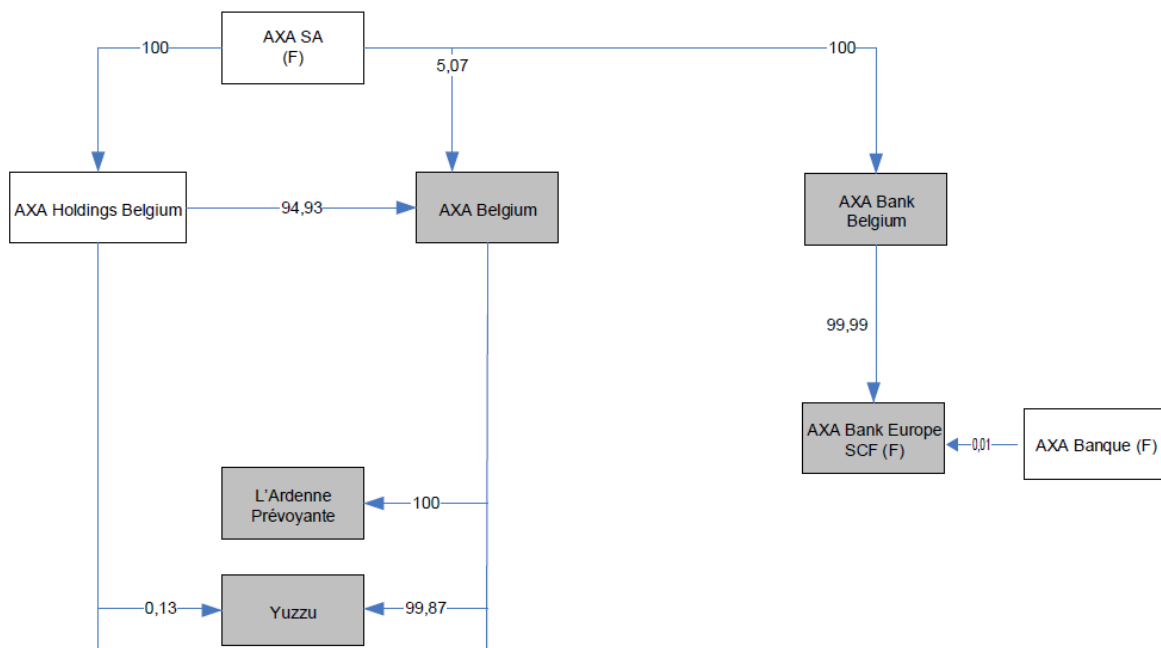 AXA SA
(F)
100
5,07
100
AXA Holdings Belgium
94,93
AXA Belgium
AXA Bank
Belgium
99,99
AXA Bank Europe
SCF (F)
0,01
AXA Banque (F)
L'Ardenne
Prévoyante
100
0,13
Yuzzu
99,87